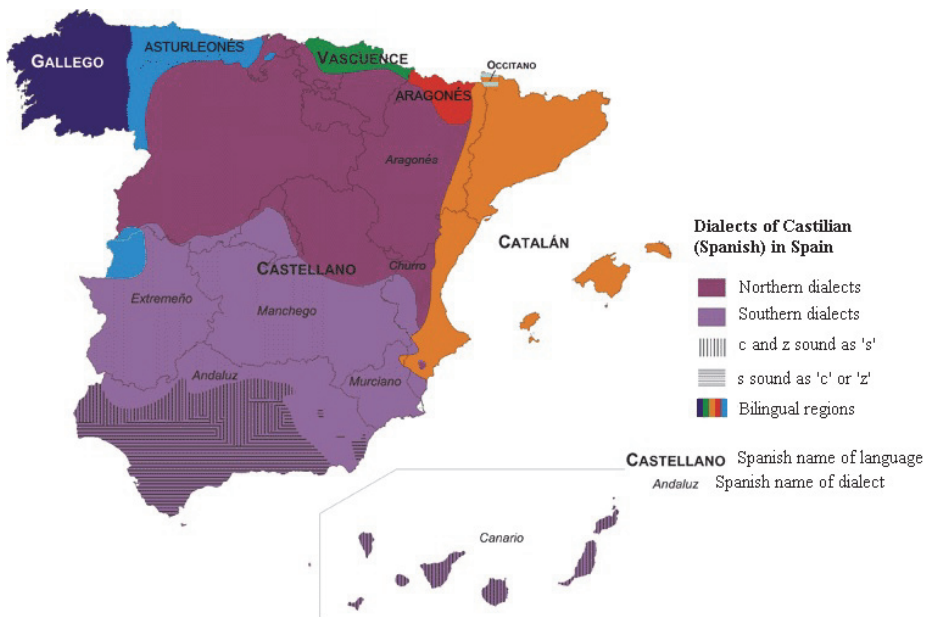 GALLEGO
ASTURLEONÉS
VASCUENCE
OCCITANO
ARAGONÉS
Aragonés
CATALÁN
CASTELLANO
Churro
Extremeño
Manchego
Andaluz
Murciano
Canario
Dialects of Castilian
(Spanish) in Spain
Northern dialects
Southern dialects
c and z sound as 's'
s sound as 'c' or 'z'
Bilingual regions
CASTELLANO Spanish name of language
Andaluz Spanish name of dialect